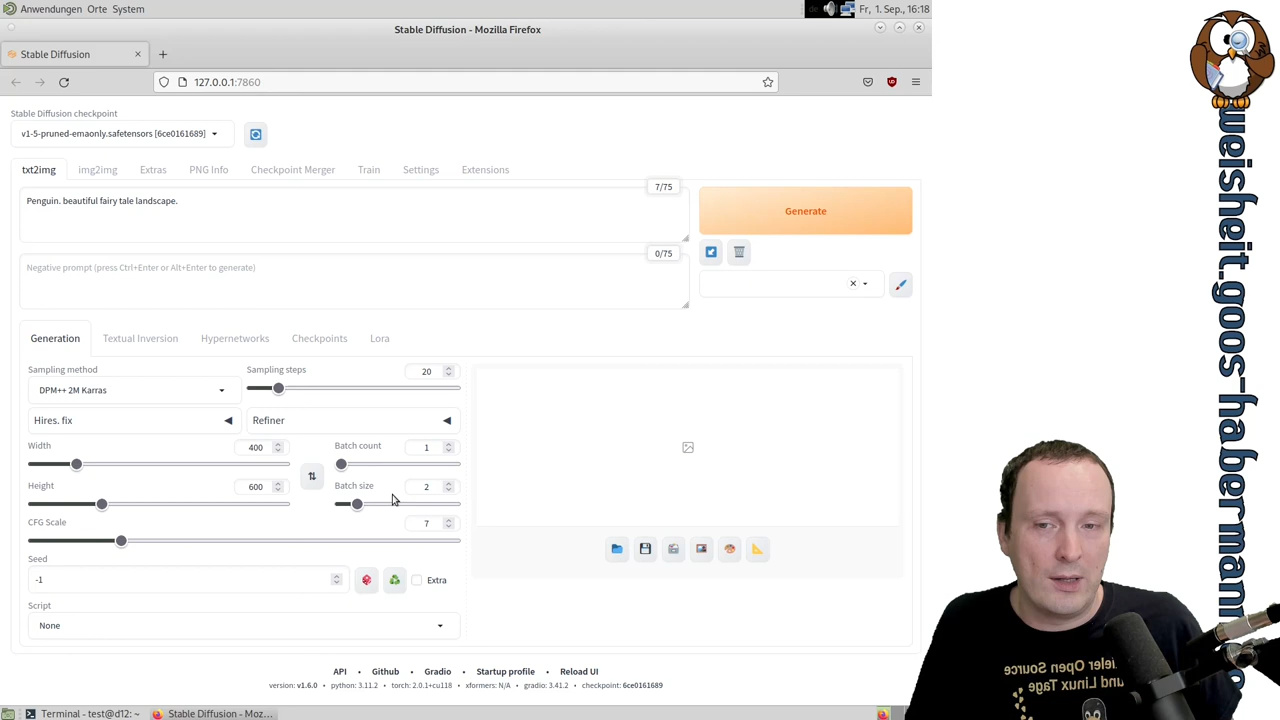 Anwendungen Orte System
de
Fr, 1. Sep., 16:18
Stable Diffusion - Mozilla Firefox
Stable Diffusion
127.0.0.1:7860
Stable Diffusion checkpoint
v1-5-pruned-emaonly.safetensors [6ce0161689]
txt2img
img2img
Extras
PNG Info
Checkpoint Merger
Train
Settings
Extensions
7/75
Penguin. beautiful fairy tale landscape.
Generate
0/75
Negative prompt (press Ctrl+Enter or Alt+Enter to generate)
Generation
Textual Inversion
Hypernetworks
Checkpoints
Lora
Sampling method
DPM++ 2M Karras
Sampling steps
20
Hires. fix
Refiner
Width
400
Batch count
1
Height
600
Batch size
2
CFG Scale
7
Seed
-1
Extra
Script
None
API
Github
Gradio
Startup profile
Reload UI
version: v1.6.0 • python: 3.11.2 • torch: 2.0.1+cu118 • xformers: N/A • gradio: 3.41.2 • checkpoint: 6ce0161689
Terminal - test@d12: ~
Stable Diffusion - Moz...
ieler Open Source
und Linux Tage